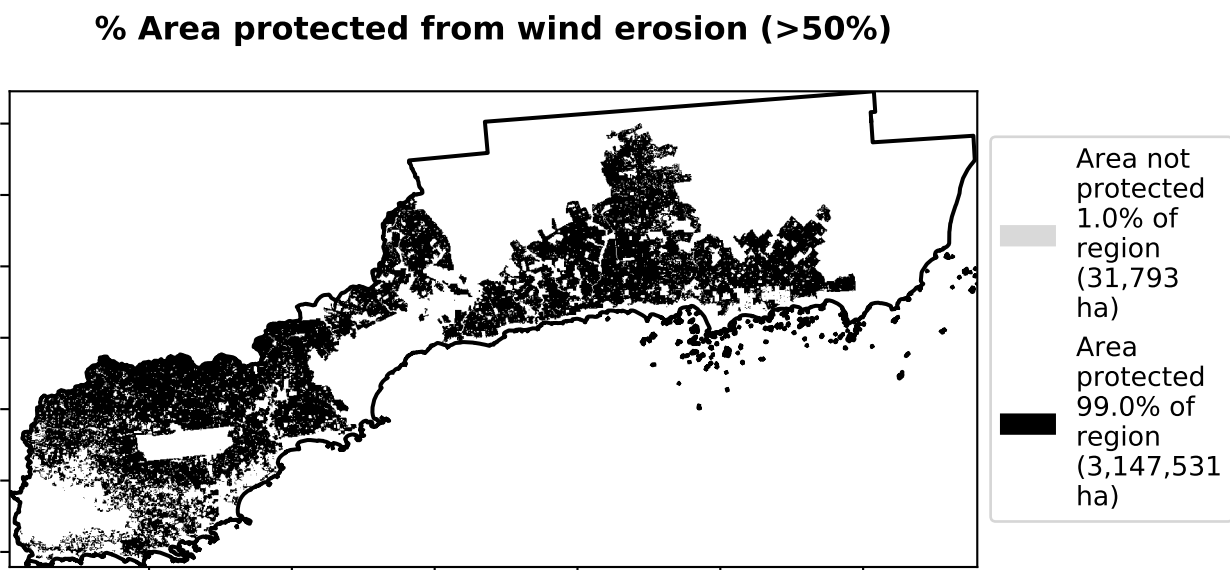 % Area protected from wind erosion (>50%)
Area not
protected
1.0% of
region
(31,793
ha)
Area
protected
99.0% of
region
(3,147,531
ha)